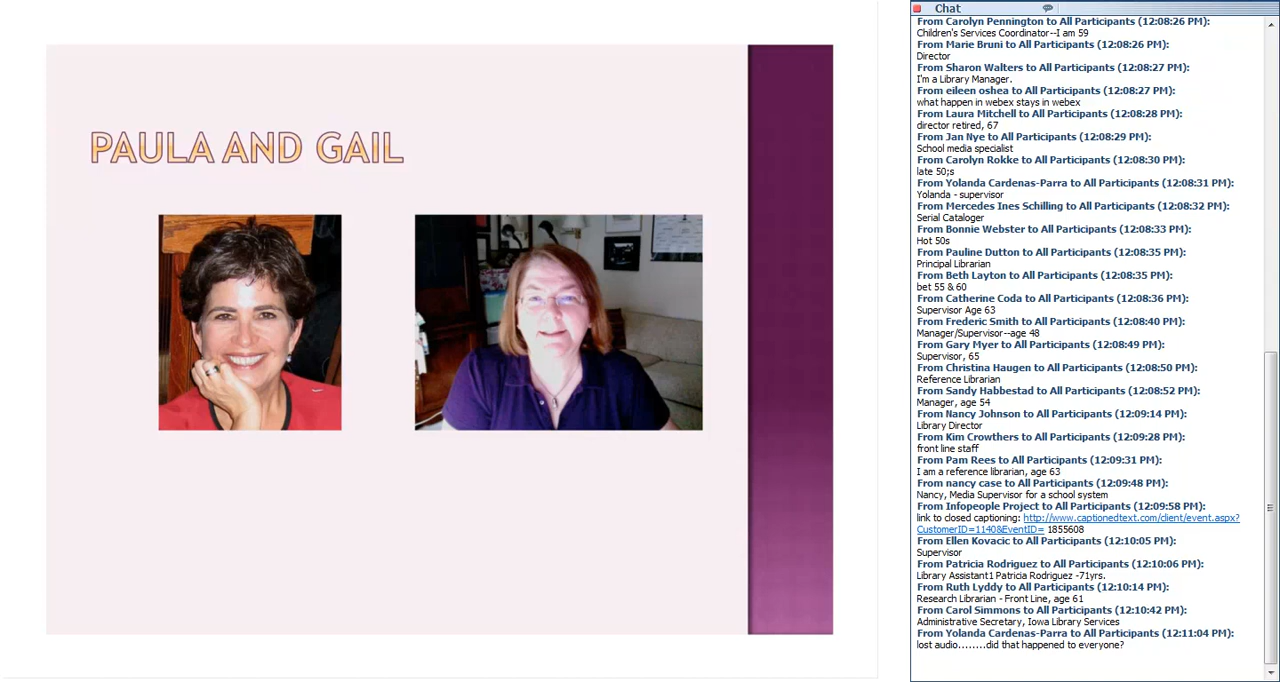 PAULA AND GAIL
Chat
From Carolyn Pennington to All Participants (12:08:26 PM):
Children's Services Coordinator--I am 59
From Marie Bruni to All Participants (12:08:26 PM):
Director
From Sharon Walters to All Participants (12:08:27 PM):
I'm a Library Manager.
From eileen oshea to All Participants (12:08:27 PM):
what happen in webex stays in webex
From Laura Mitchell to All Participants (12:08:28 PM):
director retired, 67
From Jan Nye to All Participants (12:08:29 PM):
School media specialist
From Carolyn Rokke to All Participants (12:08:30 PM):
late 50;s
From Yolanda Cardenas-Parra to All Participants (12:08:31 PM):
Yolanda - supervisor
From Mercedes Ines Schilling to All Participants (12:08:32 PM):
Serial Cataloger
From Bonnie Webster to All Participants (12:08:33 PM):
Hot 50s
From Pauline Dutton to All Participants (12:08:35 PM):
Principal Librarian
From Beth Layton to All Participants (12:08:35 PM):
bet 55 & 60
From Catherine Coda to All Participants (12:08:36 PM):
Supervisor Age 63
From Frederic Smith to All Participants (12:08:40 PM):
Manager/Supervisor--age 48
From Gary Myer to All Participants (12:08:49 PM):
Supervisor, 65
From Christina Haugen to All Participants (12:08:50 PM):
Reference Librarian
From Sandy Habbestad to All Participants (12:08:52 PM):
Manager, age 54
From Nancy Johnson to All Participants (12:09:14 PM):
Library Director
From Kim Crowthers to All Participants (12:09:28 PM):
front line staff
From Pam Rees to All Participants (12:09:31 PM):
I am a reference librarian, age 63
From nancy case to All Participants (12:09:48 PM):
Nancy, Media Supervisor for a school system
From Infopeople Project to All Participants (12:09:58 PM):
link to closed captioning: http://www.captionedtext.com/client/event.aspx?
CustomerID=1140&EventID= 1855608
From Ellen Kovacic to All Participants (12:10:05 PM):
Supervisor
From Patricia Rodriguez to All Participants (12:10:06 PM):
Library Assistant1 Patricia Rodriguez -71yrs.
From Ruth Lyddy to All Participants (12:10:14 PM):
Research Librarian - Front Line, age 61
From Carol Simmons to All Participants (12:10:42 PM):
Administrative Secretary, Iowa Library Services
From Yolanda Cardenas-Parra to All Participants (12:11:04 PM):
lost audio........did that happened to everyone?